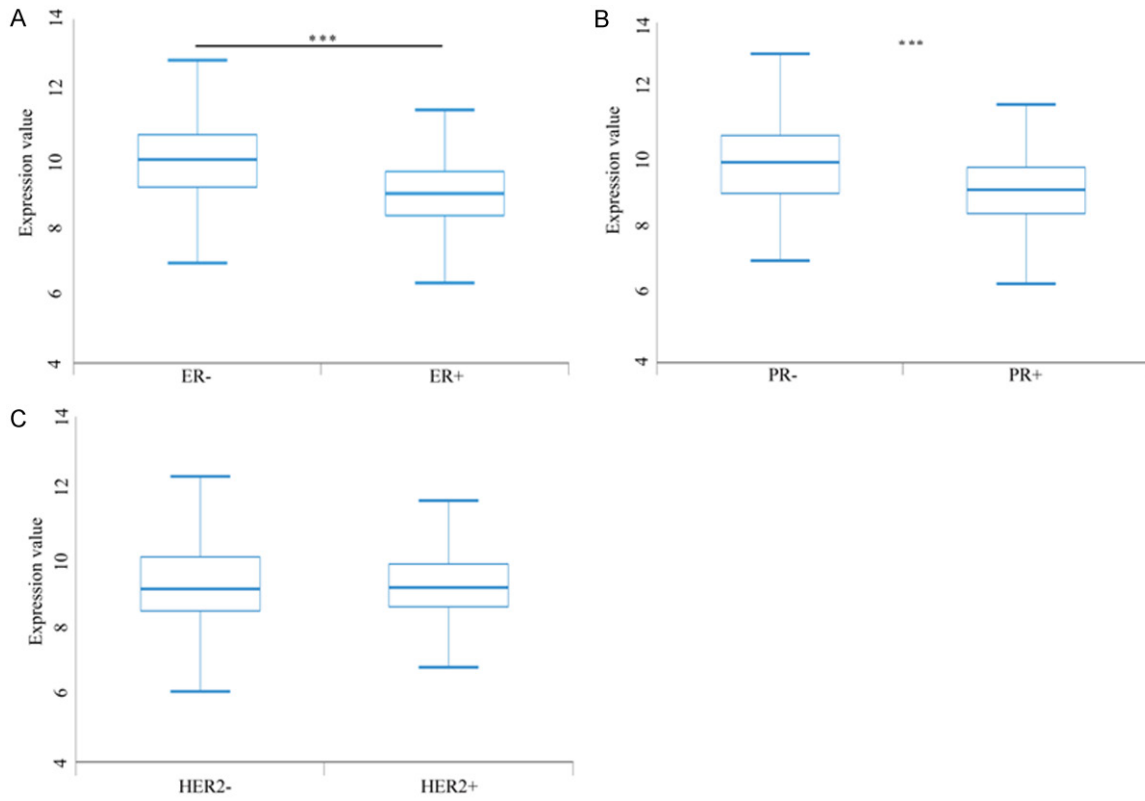 A
14
12
10
8
6
4
Expression value
***
ER-
ER+
B
14
12
10
8
6
4
Expression value
***
PR-
PR+
C
14
12
10
8
6
4
Expression value
HER2-
HER2+